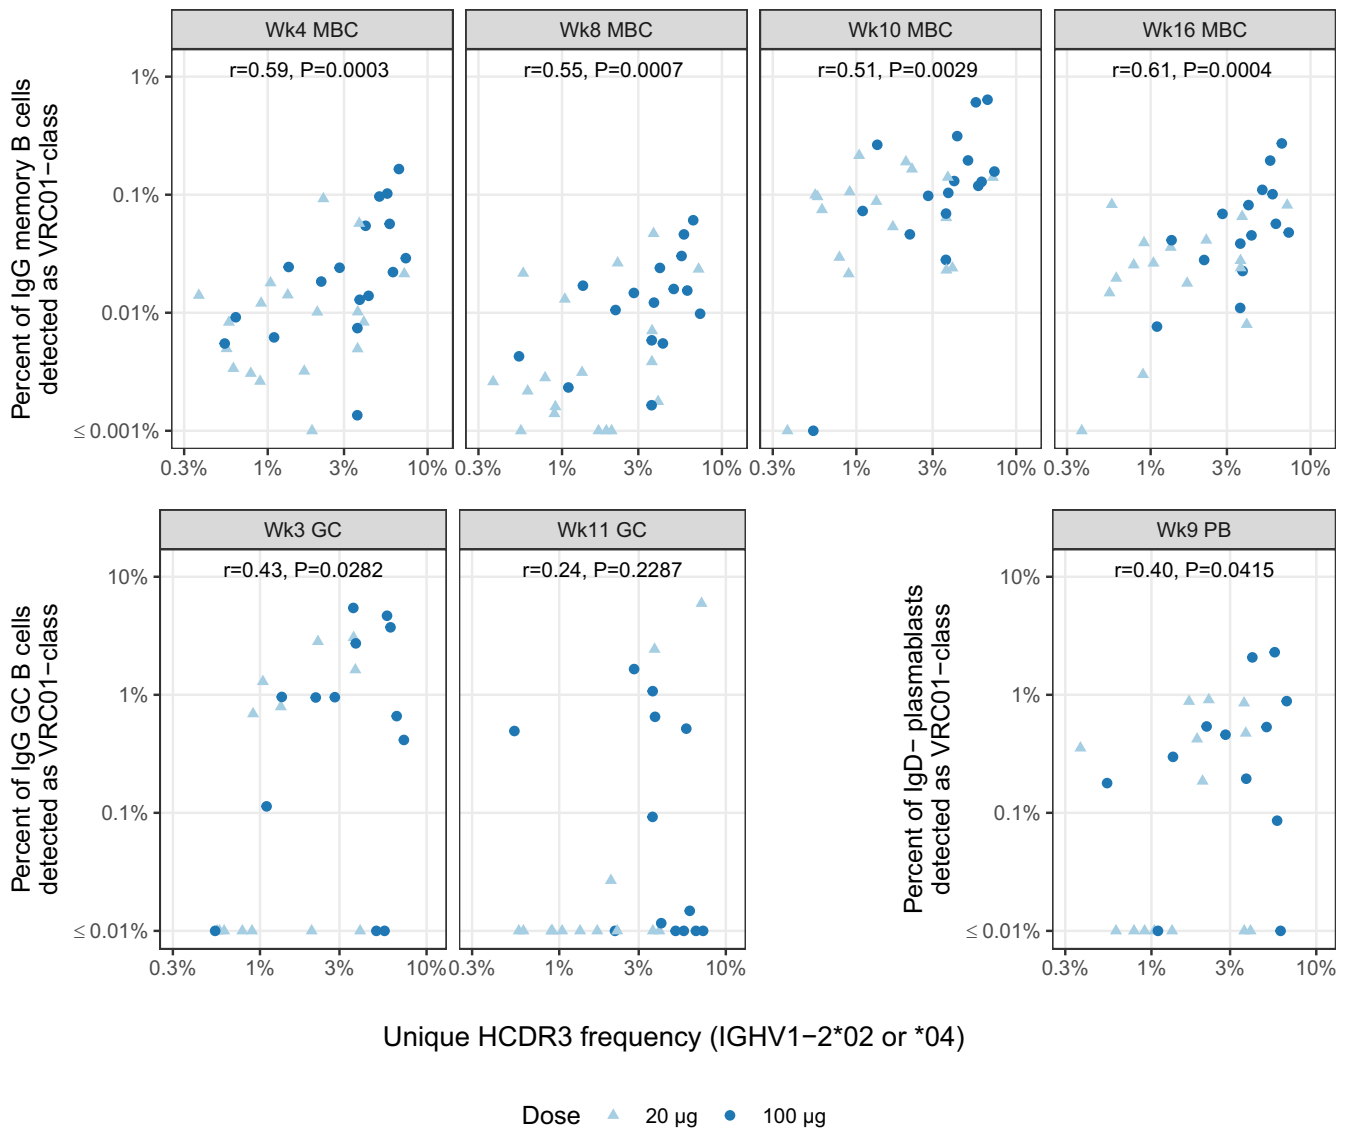 Wk4 MBC
Wk8 MBC
Wk10 MBC
Wk16 MBC
Percent of IgG memory B cells
detected as VRC01−class
r=0.59, P=0.0003
r=0.55, P=0.0007
r=0.51, P=0.0029
r=0.61, P=0.0004
1%
0.1%
0.01%
≤ 0.001%
0.3% 1% 3% 10%
0.3% 1% 3% 10%
0.3% 1% 3% 10%
0.3% 1% 3% 10%
Wk3 GC
Wk11 GC
Wk9 PB
Percent of IgG GC B cells
detected as VRC01−class
r=0.43, P=0.0282
r=0.24, P=0.2287
10%
1%
0.1%
≤ 0.01%
0.3% 1% 3% 10%
0.3% 1% 3% 10%
Percent of IgD− plasmablasts
detected as VRC01−class
r=0.40, P=0.0415
10%
1%
0.1%
≤ 0.01%
0.3% 1% 3% 10%
Unique HCDR3 frequency (IGHV1−2*02 or *04)
Dose 20 μg 100 μg